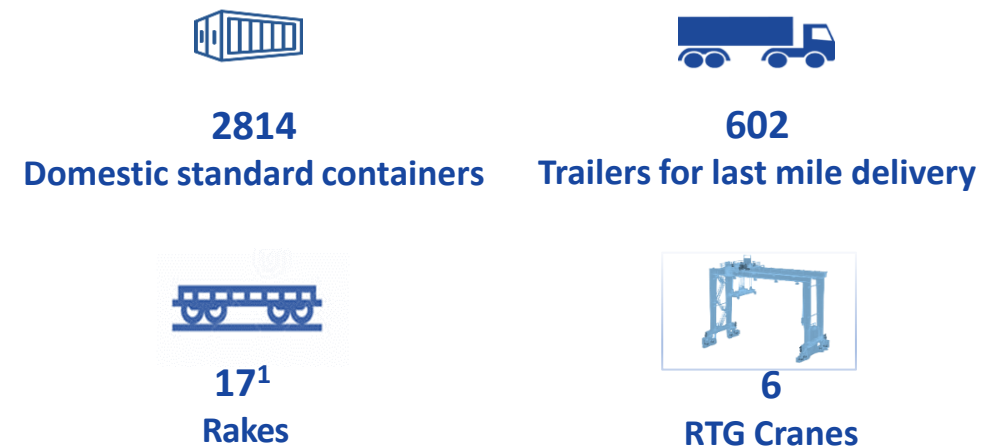 2814
Domestic standard containers
602
Trailers for last mile delivery
17¹
Rakes
6
RTG Cranes